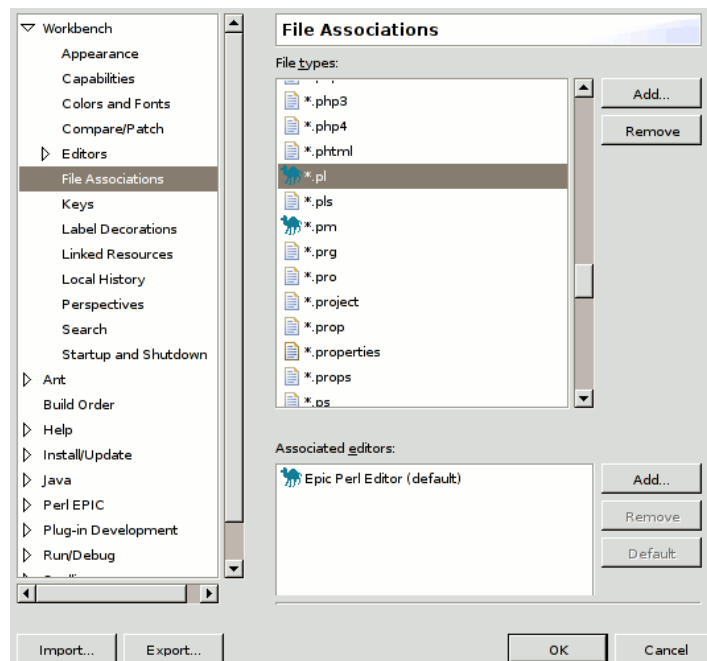 Workbench
Appearance
Capabilities
Colors and Fonts
Compare/Patch
Editors
File Associations
Keys
Label Decorations
Linked Resources
Local History
Perspectives
Search
Startup and Shutdown
Ant
Build Order
Help
Install/Update
Java
Perl EPIC
Plug-in Development
Run/Debug
Import...
Export...
File Associations
File types:
*.php3
*.php4
*.phtml
*.pl
*.pls
*.pm
*.prg
*.pro
*.project
*.prop
*.properties
*.props
*.ps
Add...
Remove
Associated editors:
Epic Perl Editor (default)
Add...
Remove
Default
OK
Cancel